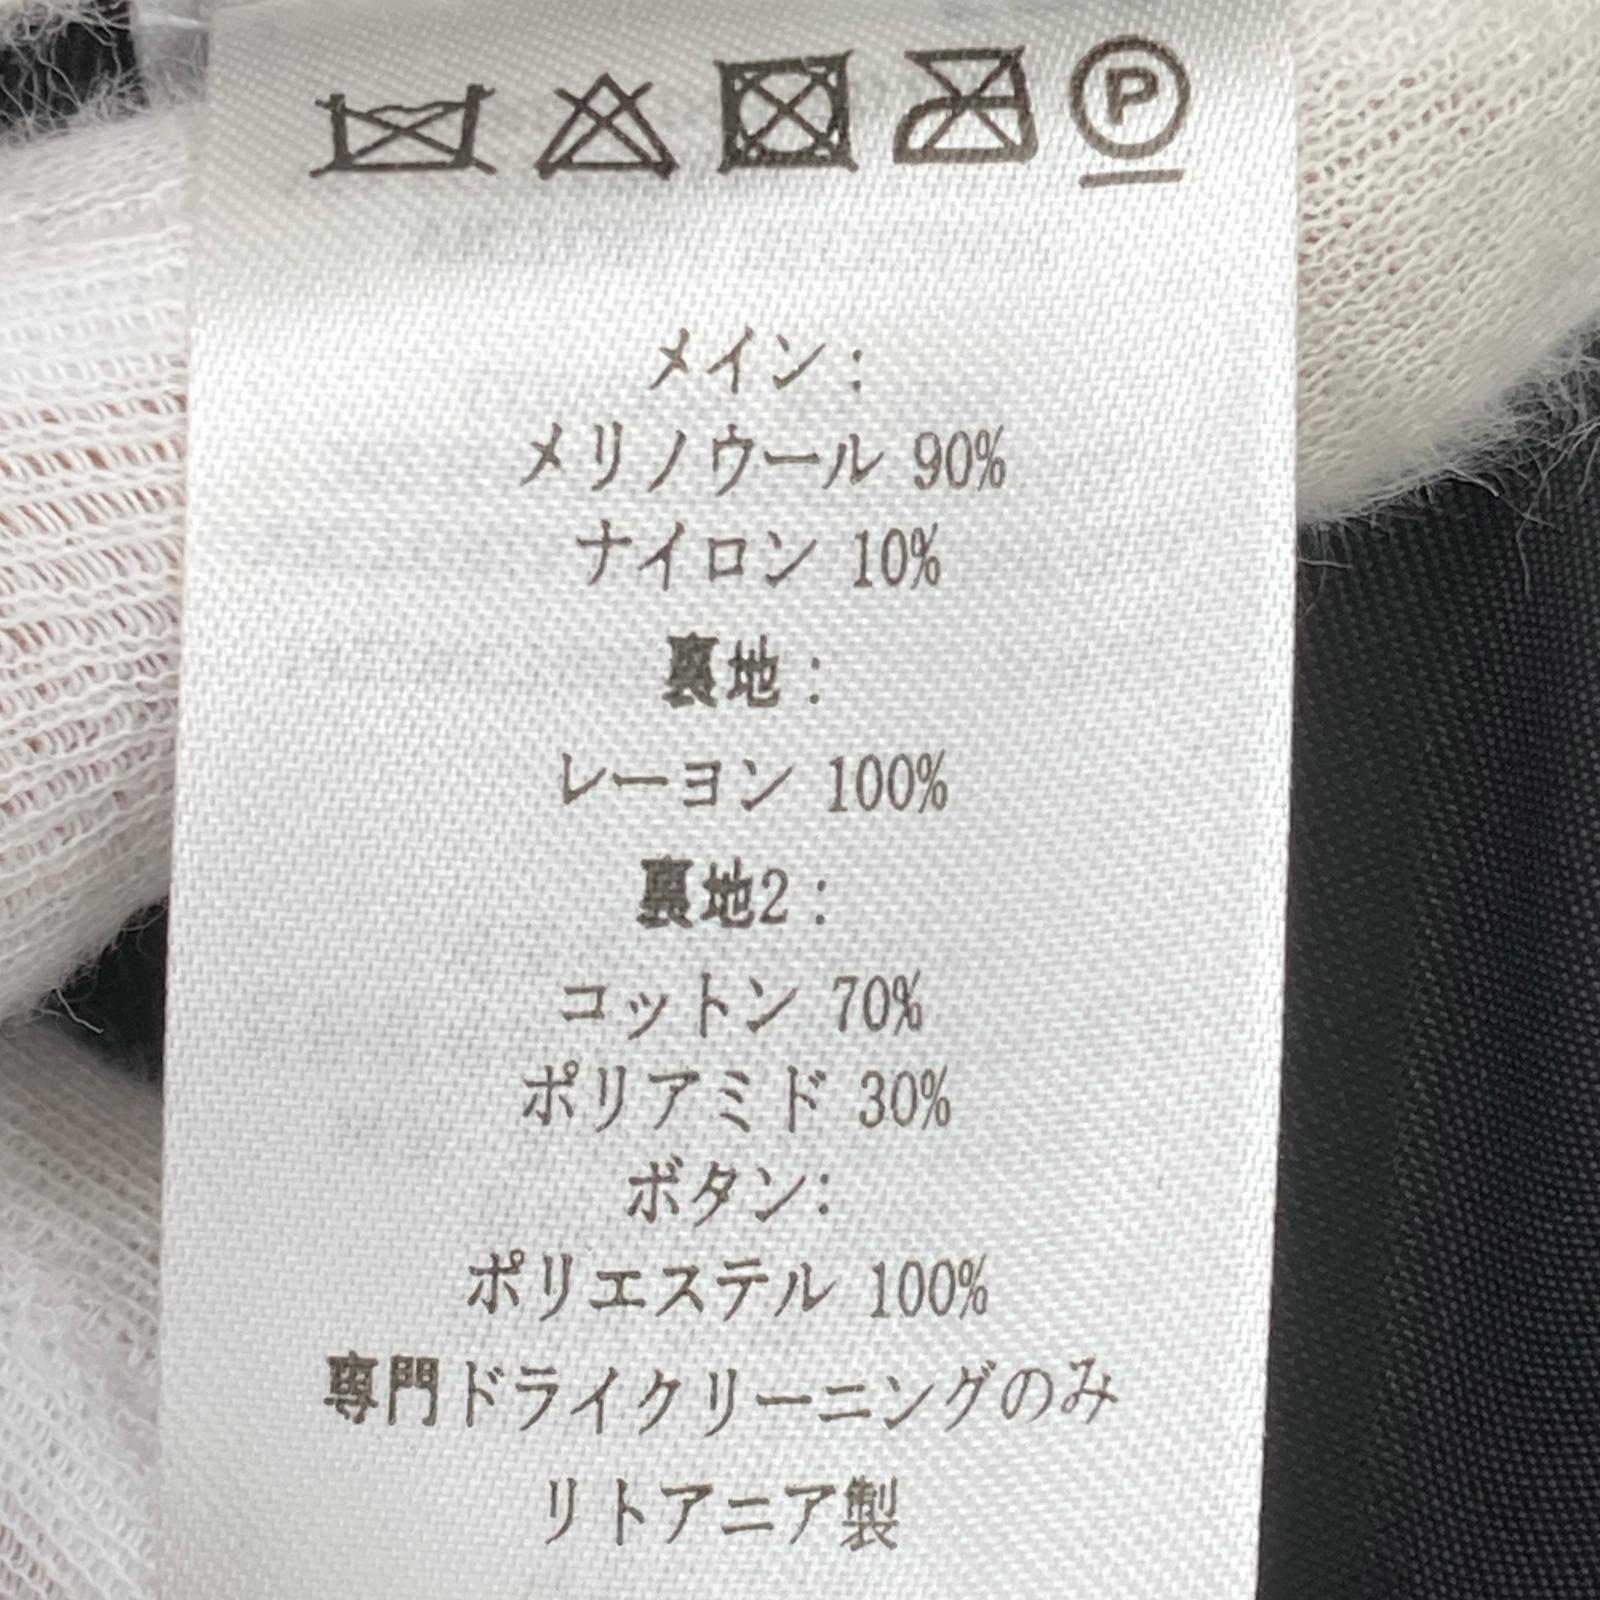 P
メイン:
メリノウール 90%
ナイロン 10%
裏地:
レーヨン 100%
裏地2:
コットン 70%
ポリアミド 30%
ボタン:
ポリエステル 100%
専門ドライクリーニングのみ
リトアニア製